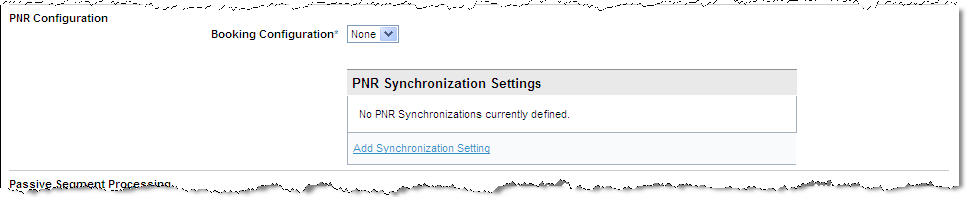 PNR Configuration
Booking Configuration* None
PNR Synchronization Settings
No PNR Synchronizations currently defined.
Add Synchronization Setting
Passive Segment Processing